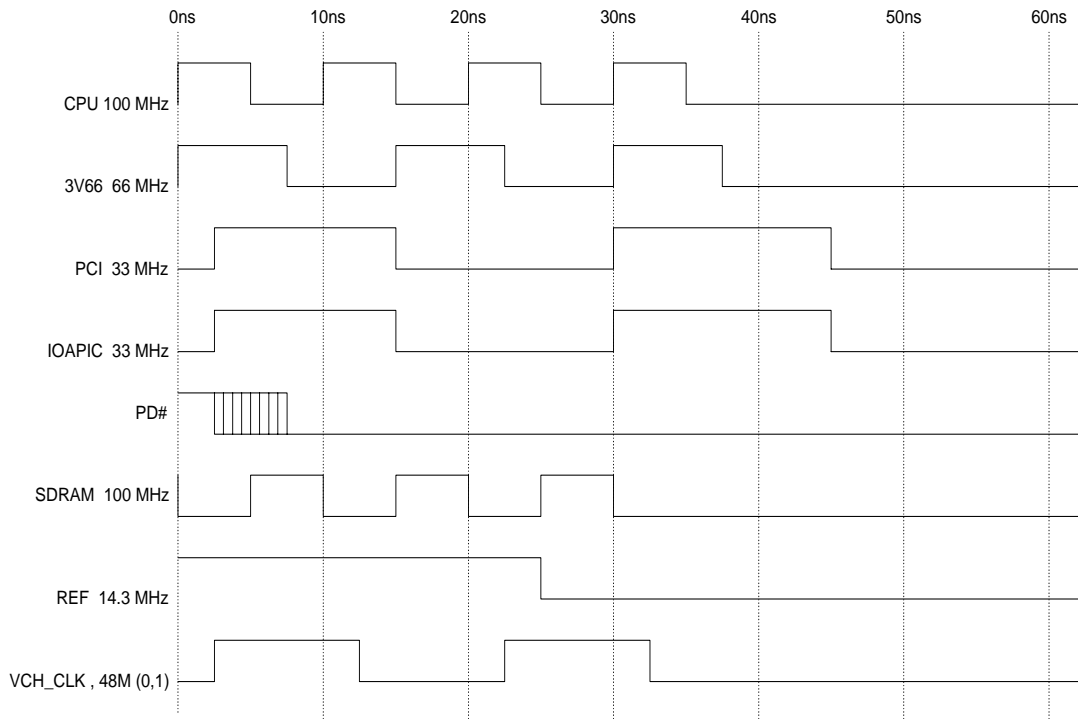 0ns 10ns 20ns 30ns 40ns 50ns 60ns
CPU 100 MHz
3V66 66 MHz
PCI 33 MHz
IOAPIC 33 MHz
PD#
SDRAM 100 MHz
REF 14.3 MHz
VCH_CLK , 48M (0,1)